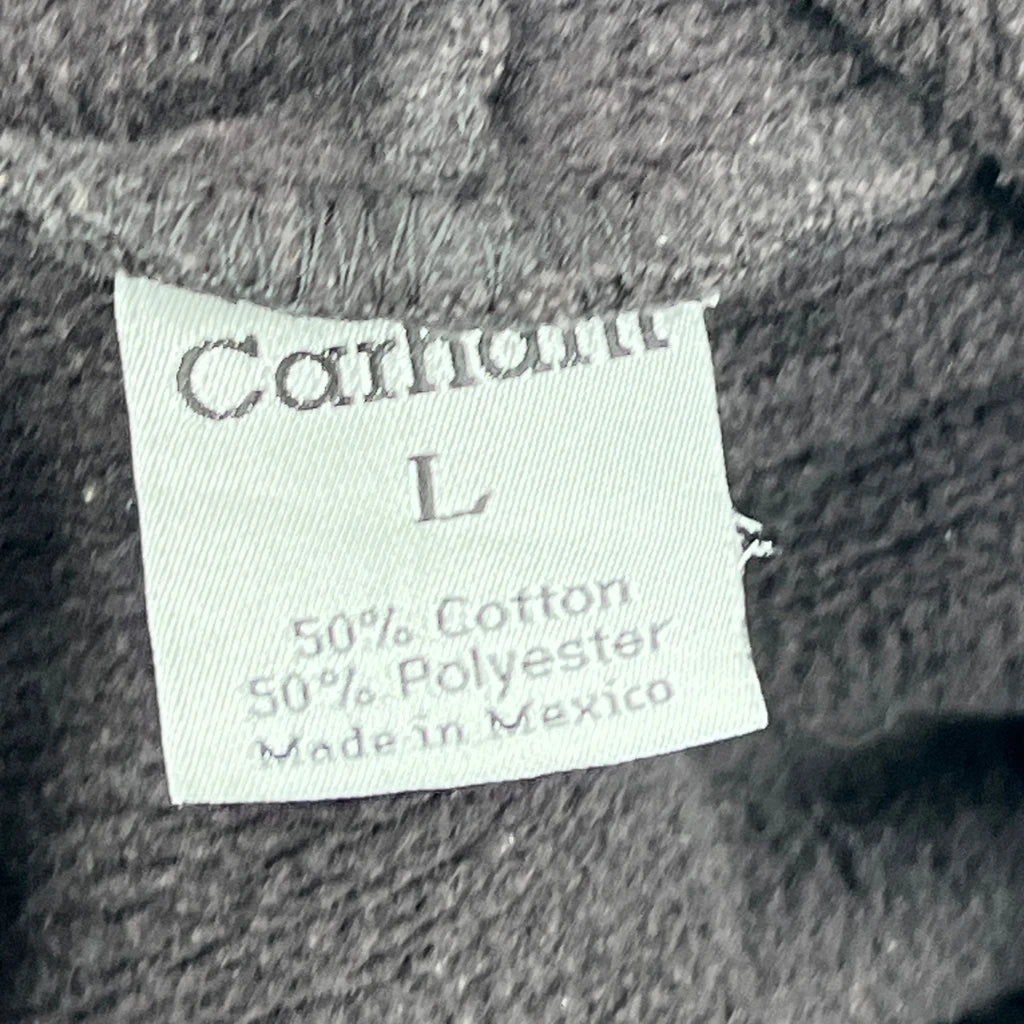 Carhartt
L
50% Cotton
50% Polyester
Made in Mexico